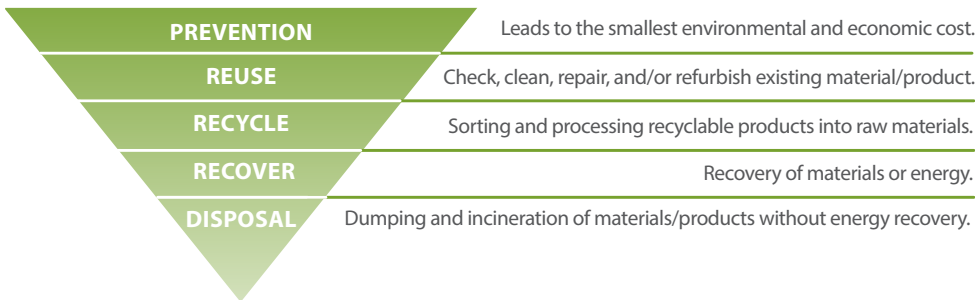 PREVENTION
Leads to the smallest environmental and economic cost.
REUSE
Check, clean, repair, and/or refurbish existing material/product.
RECYCLE
Sorting and processing recyclable products into raw materials.
RECOVER
Recovery of materials or energy.
DISPOSAL
Dumping and incineration of materials/products without energy recovery.